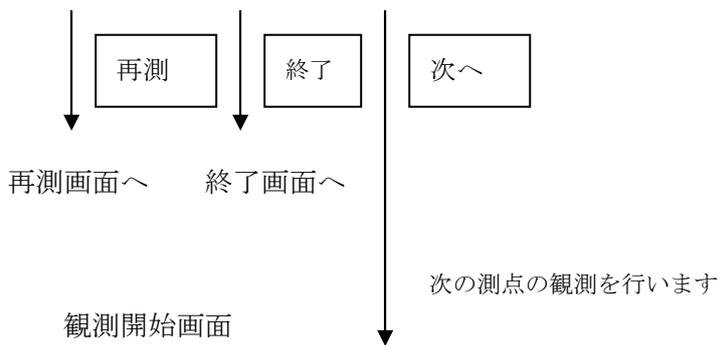 再測
終了
次へ
再測画面へ
終了画面へ
次の測点の観測を行います
観測開始画面